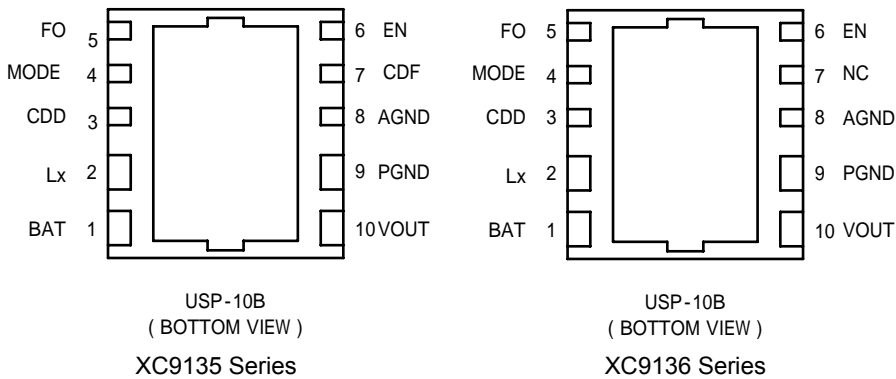 FO 5 6 EN
MODE 4 7 CDF
CDD 3 8 AGND
Lx 2 9 PGND
BAT 1 10 VOUT
USP-10B
( BOTTOM VIEW )
XC9135 Series
FO 5 6 EN
MODE 4 7 NC
CDD 3 8 AGND
Lx 2 9 PGND
BAT 1 10 VOUT
USP-10B
( BOTTOM VIEW )
XC9136 Series